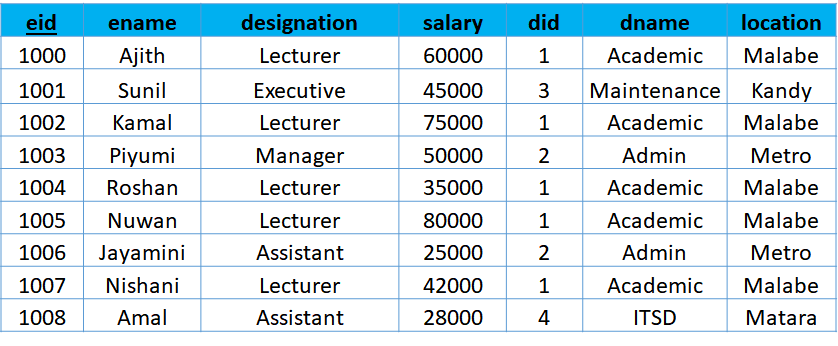 eid ename designation salary did dname location
1000 Ajith Lecturer 60000 1 Academic Malabe
1001 Sunil Executive 45000 3 Maintenance Kandy
1002 Kamal Lecturer 75000 1 Academic Malabe
1003 Piyumi Manager 50000 2 Admin Metro
1004 Roshan Lecturer 35000 1 Academic Malabe
1005 Nuwan Lecturer 80000 1 Academic Malabe
1006 Jayamini Assistant 25000 2 Admin Metro
1007 Nishani Lecturer 42000 1 Academic Malabe
1008 Amal Assistant 28000 4 ITSD Matara